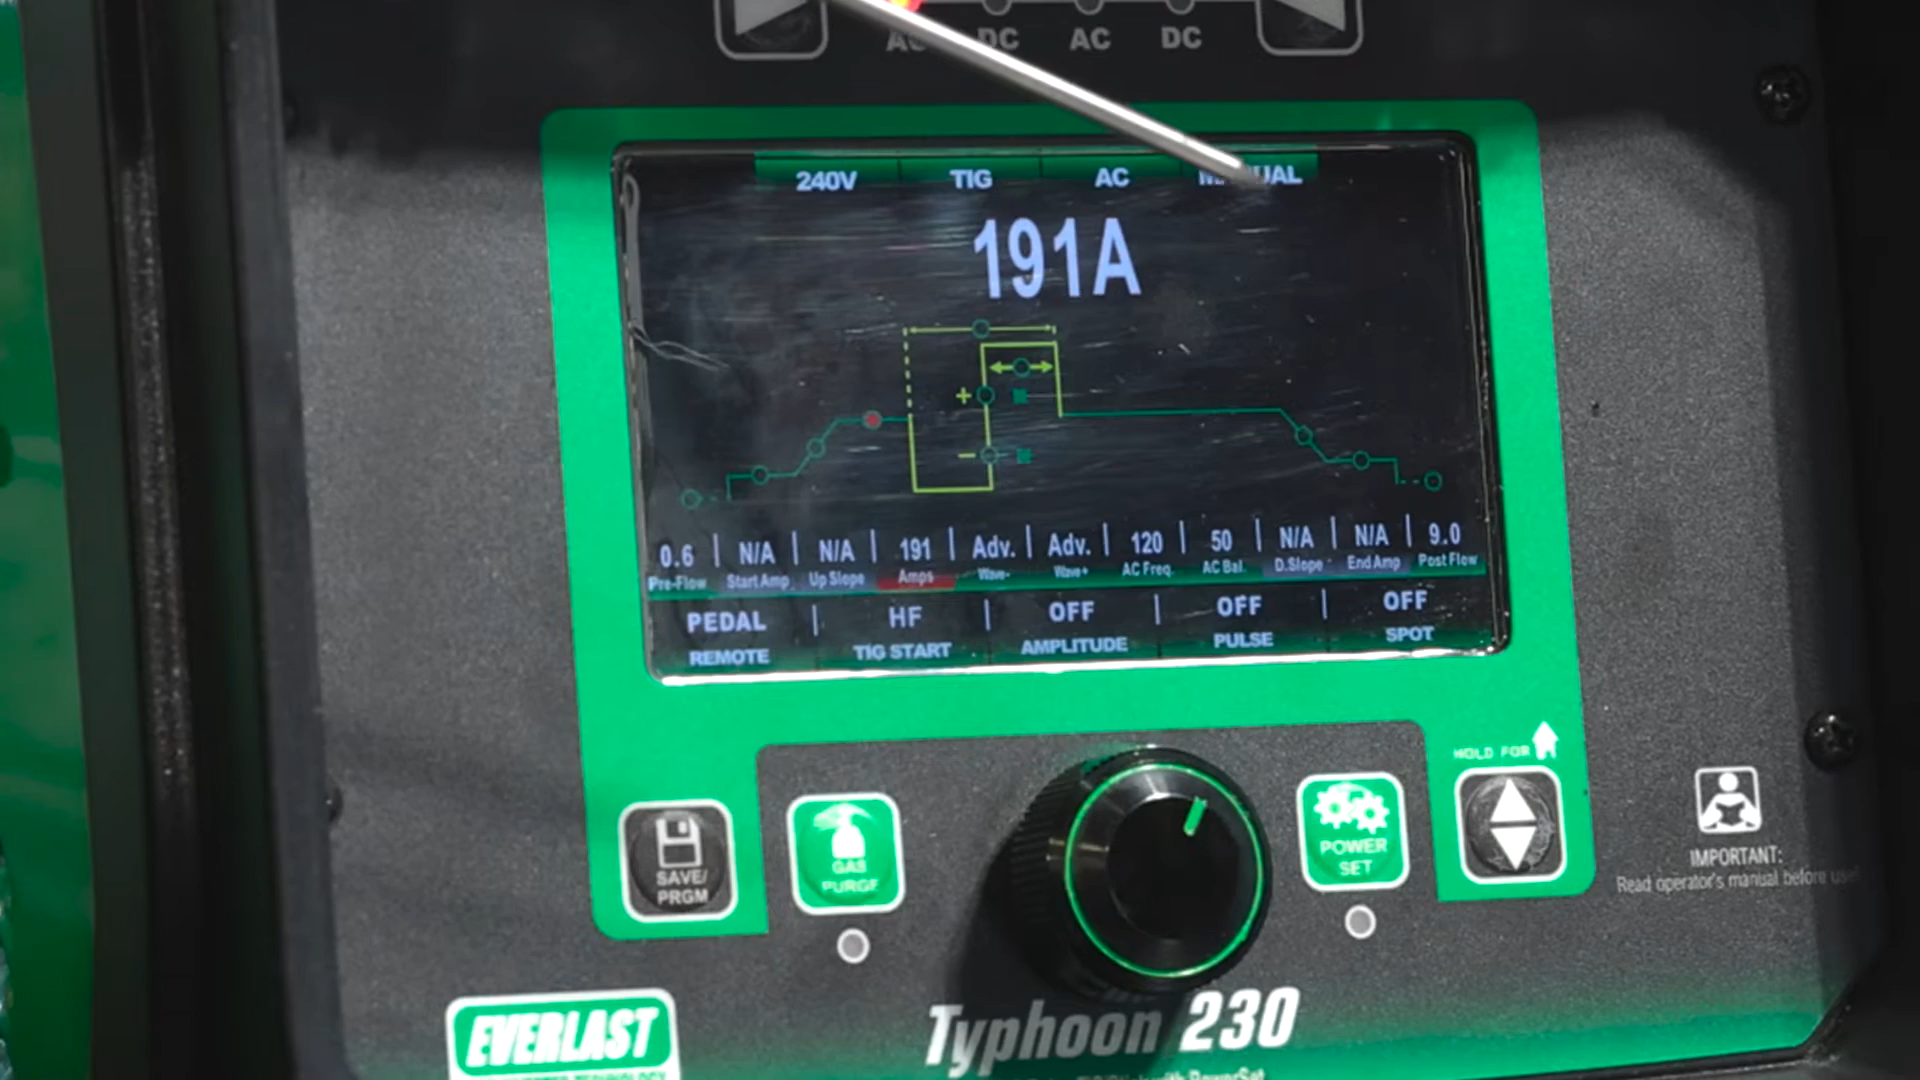 AC DC AC DC
240V TIG AC MANUAL
191A
+
−
0.6 N/A N/A 191 Adv. Adv. 120 50 N/A N/A 9.0
Pre-Flow Start Amp Up Slope Amps Wave- Wave+ AC Freq. AC Bal. D.Slope End Amp Post Flow
PEDAL HF OFF OFF OFF
REMOTE TIG START AMPLITUDE PULSE SPOT
HOLD FOR
SAVE/
PRGM
GAS
PURGE
POWER
SET
IMPORTANT:
Read operator's manual before use
EVERLAST
Typhoon 230
with PowerSet